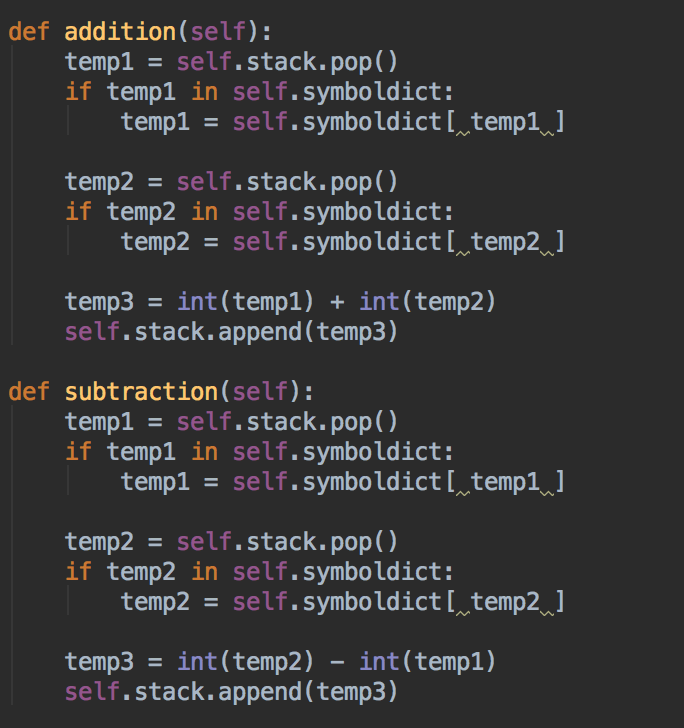 def addition(self):
    temp1 = self.stack.pop()
    if temp1 in self.symboldict:
        temp1 = self.symboldict[ temp1 ]

    temp2 = self.stack.pop()
    if temp2 in self.symboldict:
        temp2 = self.symboldict[ temp2 ]

    temp3 = int(temp1) + int(temp2)
    self.stack.append(temp3)

def subtraction(self):
    temp1 = self.stack.pop()
    if temp1 in self.symboldict:
        temp1 = self.symboldict[ temp1 ]

    temp2 = self.stack.pop()
    if temp2 in self.symboldict:
        temp2 = self.symboldict[ temp2 ]

    temp3 = int(temp2) - int(temp1)
    self.stack.append(temp3)